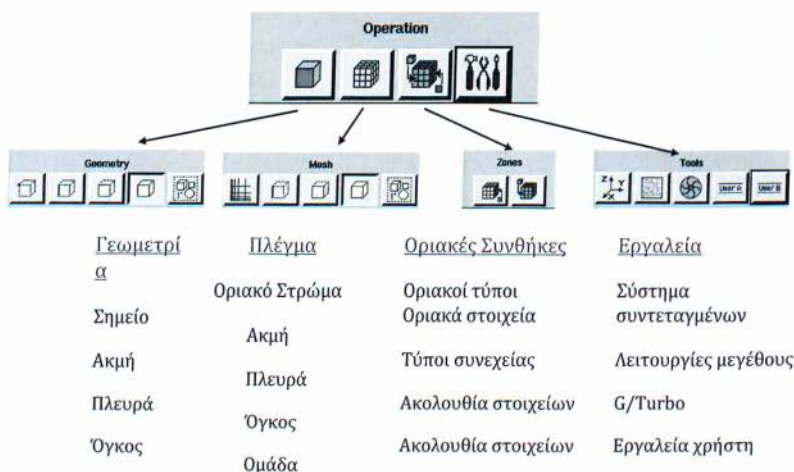 Operation
Geometry
Mesh
Zones
Tools
Z
Y
X
User A
User B
Γεωμετρί
α
Σημείο
Ακμή
Πλευρά
Όγκος
Πλέγμα
Οριακό Στρώμα
Ακμή
Πλευρά
Όγκος
Ομάδα
Οριακές Συνθήκες
Οριακοί τύποι
Οριακά στοιχεία
Τύποι συνεχείας
Ακολουθία στοιχείων
Ακολουθία στοιχείων
Εργαλεία
Σύστημα
συντεταγμένων
Λειτουργίες μεγέθους
G/Turbo
Εργαλεία χρήστη